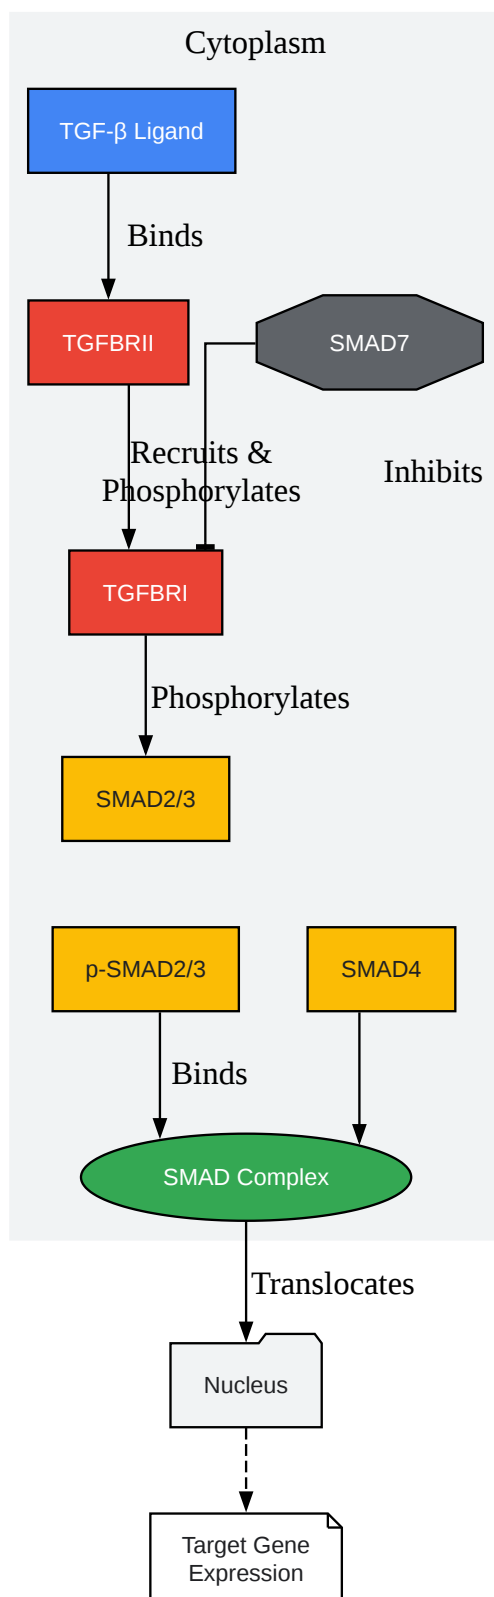 Cytoplasm
TGF-β Ligand
Binds
TGFBRII
SMAD7
Recruits &
Phosphorylates
Inhibits
TGFBRI
Phosphorylates
SMAD2/3
p-SMAD2/3
SMAD4
Binds
SMAD Complex
Translocates
Nucleus
Target Gene
Expression